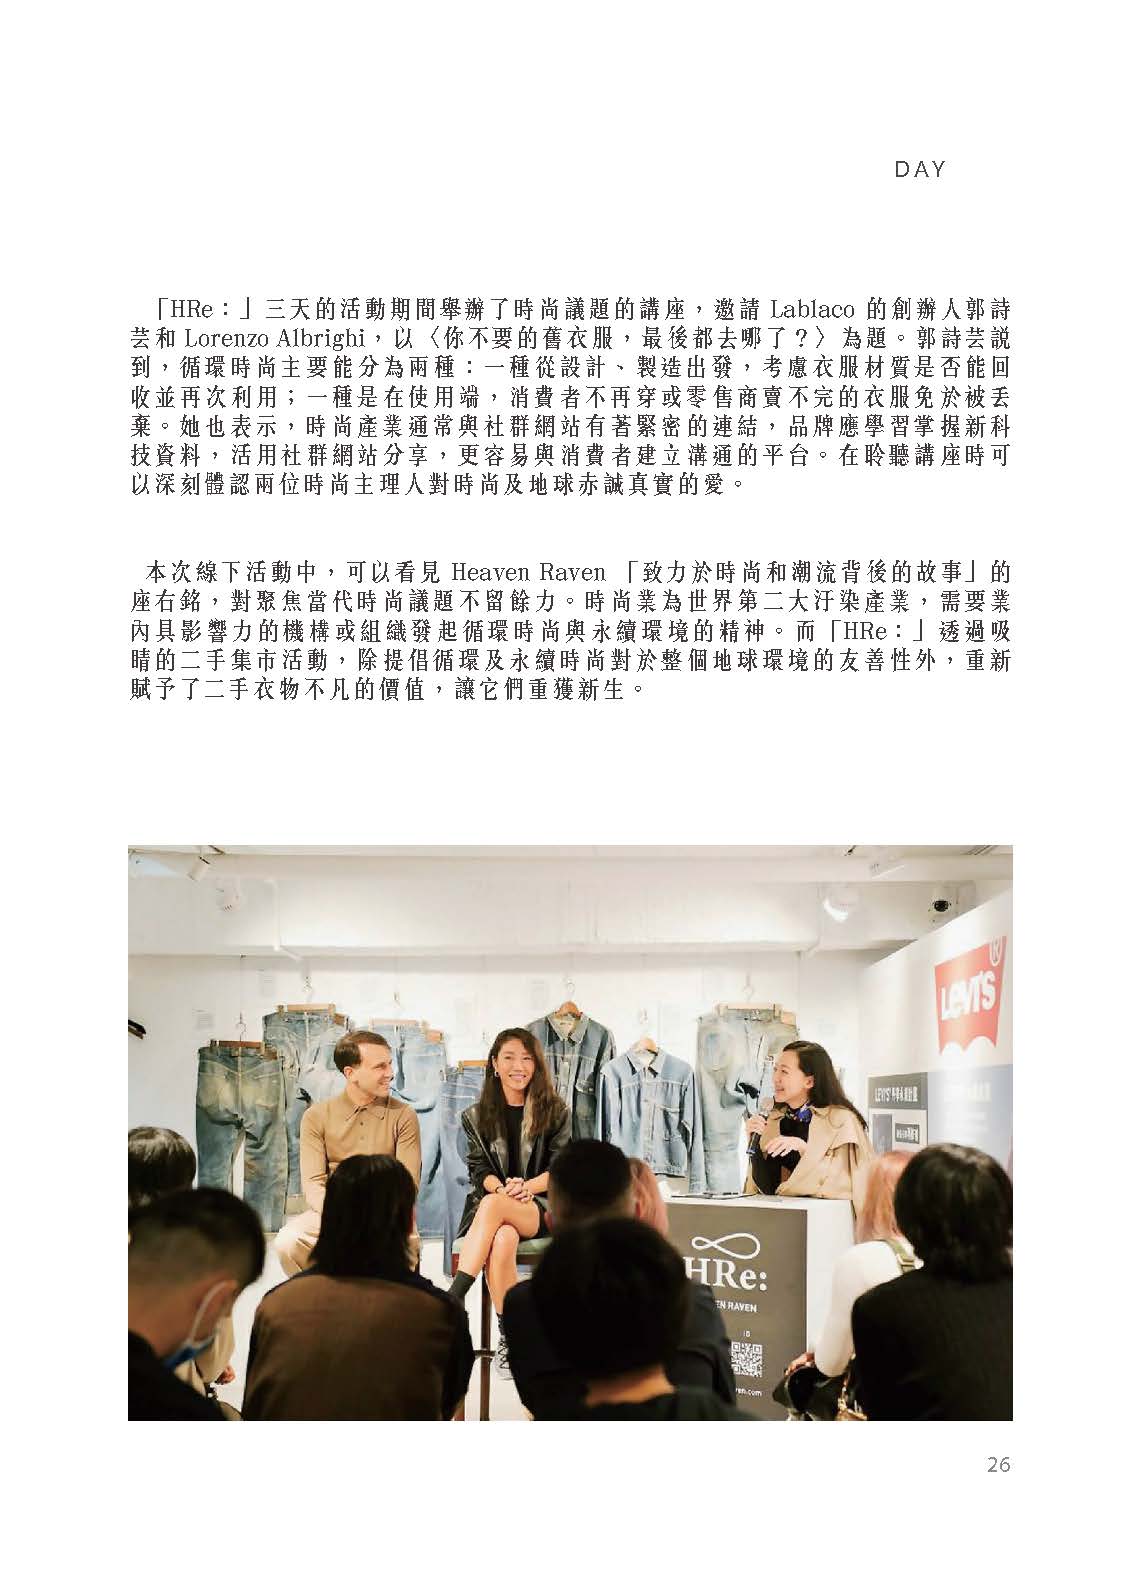 DAY
「HRe：」三天的活動期間舉辦了時尚議題的講座，邀請 Lablaco 的創辦人郭詩
芸和 Lorenzo Albrighi，以〈你不要的舊衣服，最後都去哪了？〉為題。郭詩芸說
到，循環時尚主要能分為兩種：一種從設計、製造出發，考慮衣服材質是否能回
收並再次利用；一種是在使用端，消費者不再穿或零售商賣不完的衣服免於被丟
棄。她也表示，時尚產業通常與社群網站有著緊密的連結，品牌應學習掌握新科
技資料，活用社群網站分享，更容易與消費者建立溝通的平台。在聆聽講座時可
以深刻體認兩位時尚主理人對時尚及地球赤誠真實的愛。
本次線下活動中，可以看見 Heaven Raven 「致力於時尚和潮流背後的故事」的
座右銘，對聚焦當代時尚議題不留餘力。時尚業為世界第二大汙染產業，需要業
內具影響力的機構或組織發起循環時尚與永續環境的精神。而「HRe：」透過吸
睛的二手集市活動，除提倡循環及永續時尚對於整個地球環境的友善性外，重新
賦予了二手衣物不凡的價值，讓它們重獲新生。
LEVI'S®
HRe:
EN RAVEN
ven.com
26